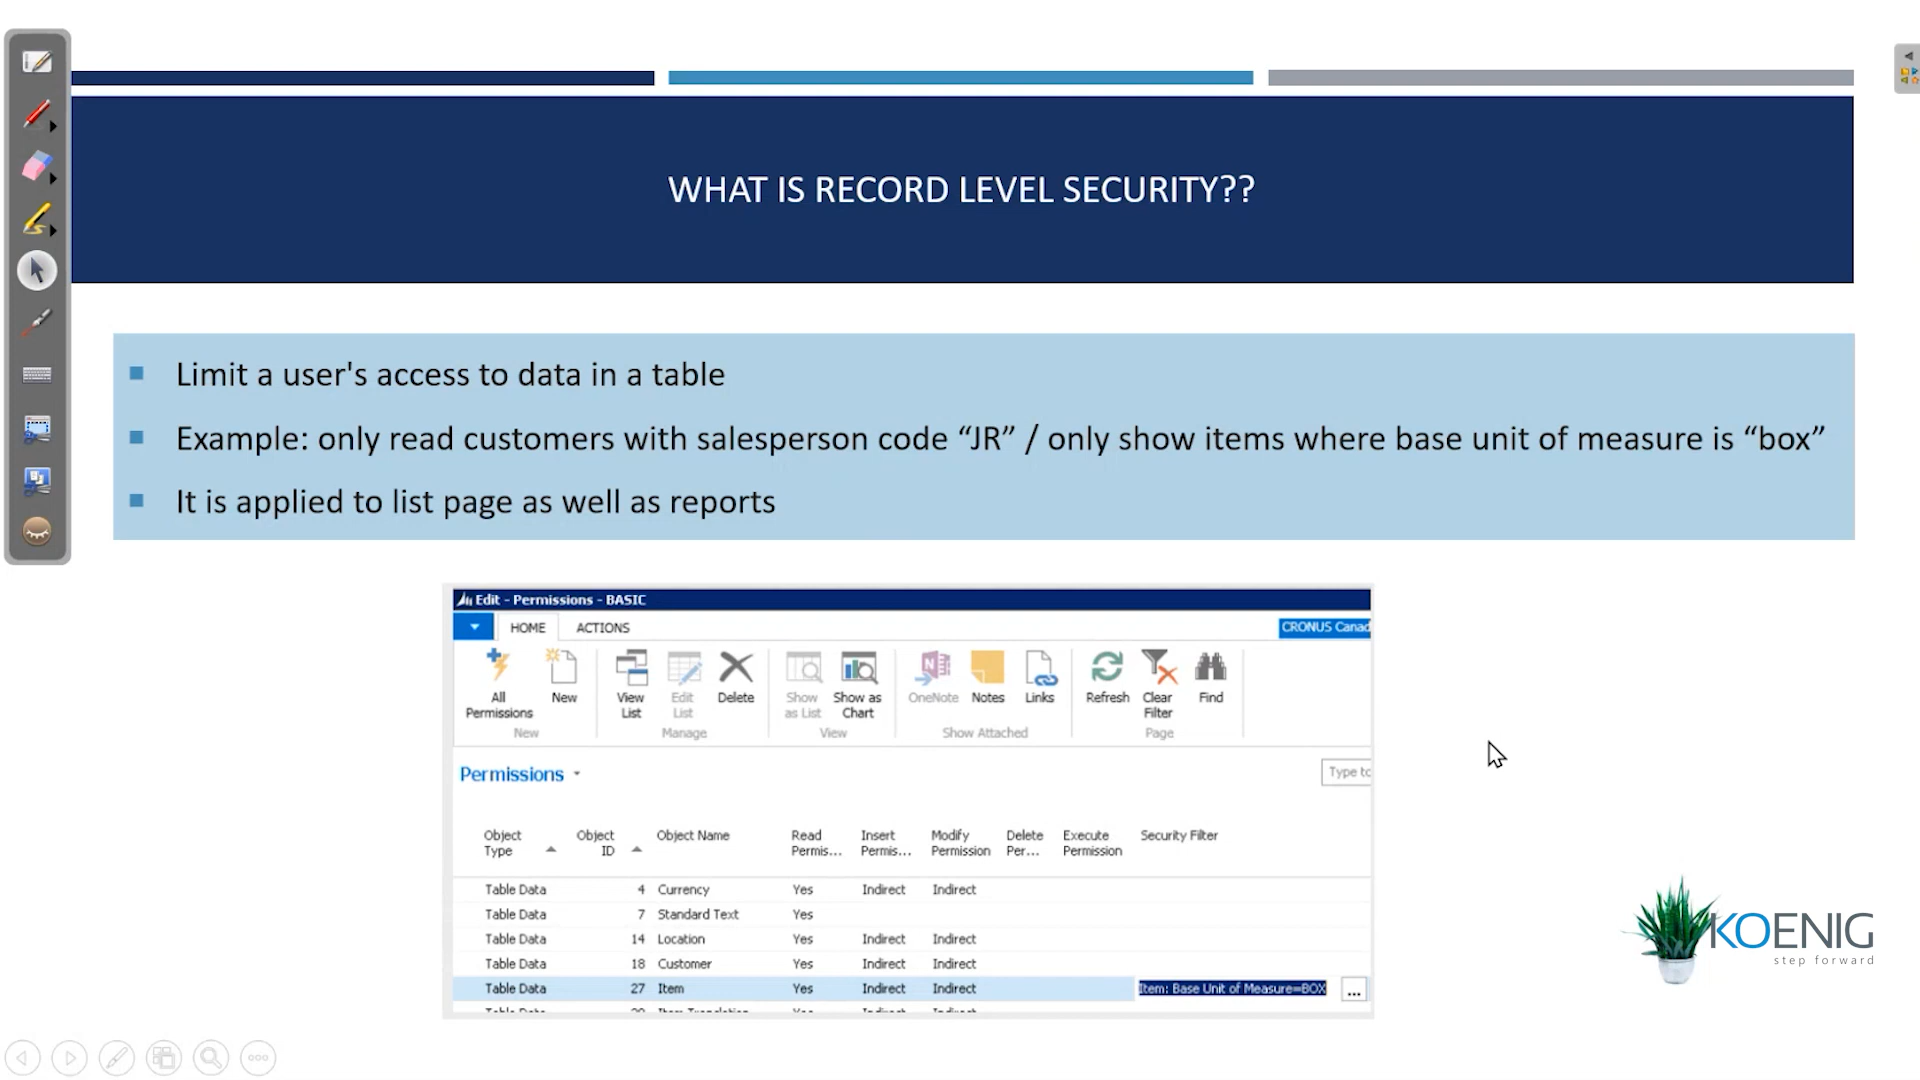 WHAT IS RECORD LEVEL SECURITY??
Limit a user's access to data in a table
Example: only read customers with salesperson code “JR” / only show items where base unit of measure is “box”
It is applied to list page as well as reports
Edit - Permissions - BASIC
HOME ACTIONS CRONUS Canad
All Permissions New View List Edit List Delete Show as List Show as Chart OneNote Notes Links Refresh Clear Filter Find
New Manage View Show Attached Page
Permissions Type to
Object Type Object ID Object Name Read Permis... Insert Permis... Modify Permission Delete Per... Execute Permission Security Filter
Table Data 4 Currency Yes Indirect Indirect
Table Data 7 Standard Text Yes
Table Data 14 Location Yes Indirect Indirect
Table Data 18 Customer Yes Indirect Indirect
Table Data 27 Item Yes Indirect Indirect Item: Base Unit of Measure=BOX ...
KOENIG
step forward